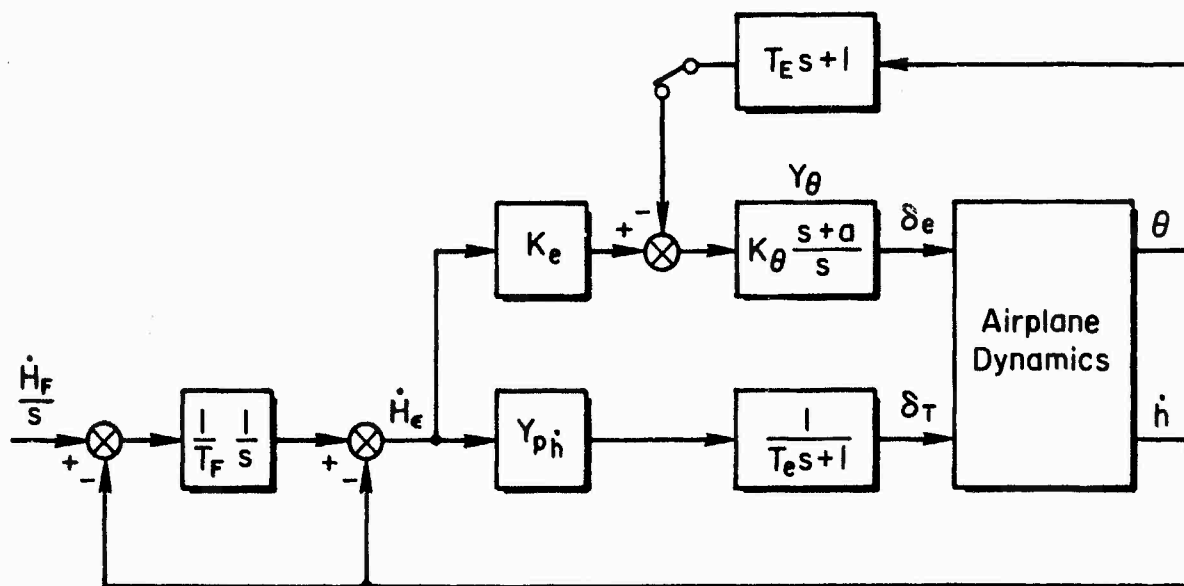 T_E s + 1
Y_θ
+ -
K_e
K_θ (s+a)/s
δ_e
θ
Airplane
Dynamics
Ḣ_F/s
+ -
1/T_F 1/s
+ -
Ḣ_ε
Y_pḣ
1/(T_e s+1)
δ_T
ḣ